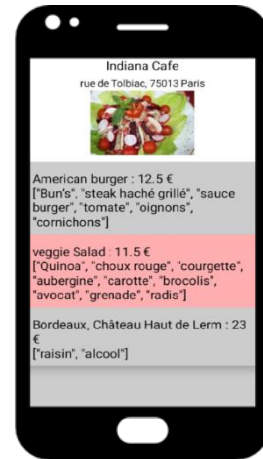 Indiana Cafe
rue de Tolbiac, 75013 Paris
American burger : 12.5 €
["Bun's", "steak haché grillé", "sauce
burger", "tomate", "oignons",
"cornichons"]
veggie Salad : 11.5 €
["Quinoa", "choux rouge", "courgette",
"aubergine", "carotte", "brocolis",
"avocat", "grenade", "radis"]
Bordeaux, Château Haut de Lerm : 23
€
["raisin", "alcool"]